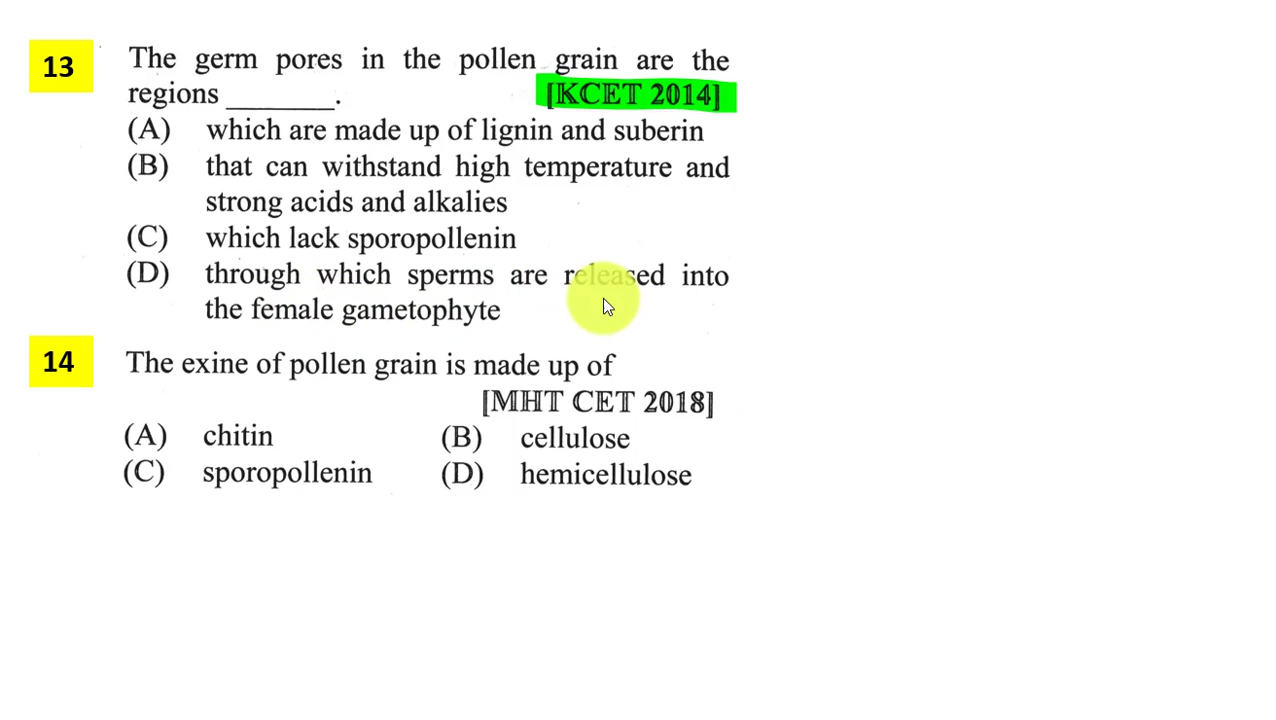 13 The germ pores in the pollen grain are the
regions _______. [KCET 2014]
(A) which are made up of lignin and suberin
(B) that can withstand high temperature and
strong acids and alkalies
(C) which lack sporopollenin
(D) through which sperms are released into
the female gametophyte
14 The exine of pollen grain is made up of
[MHT CET 2018]
(A) chitin (B) cellulose
(C) sporopollenin (D) hemicellulose